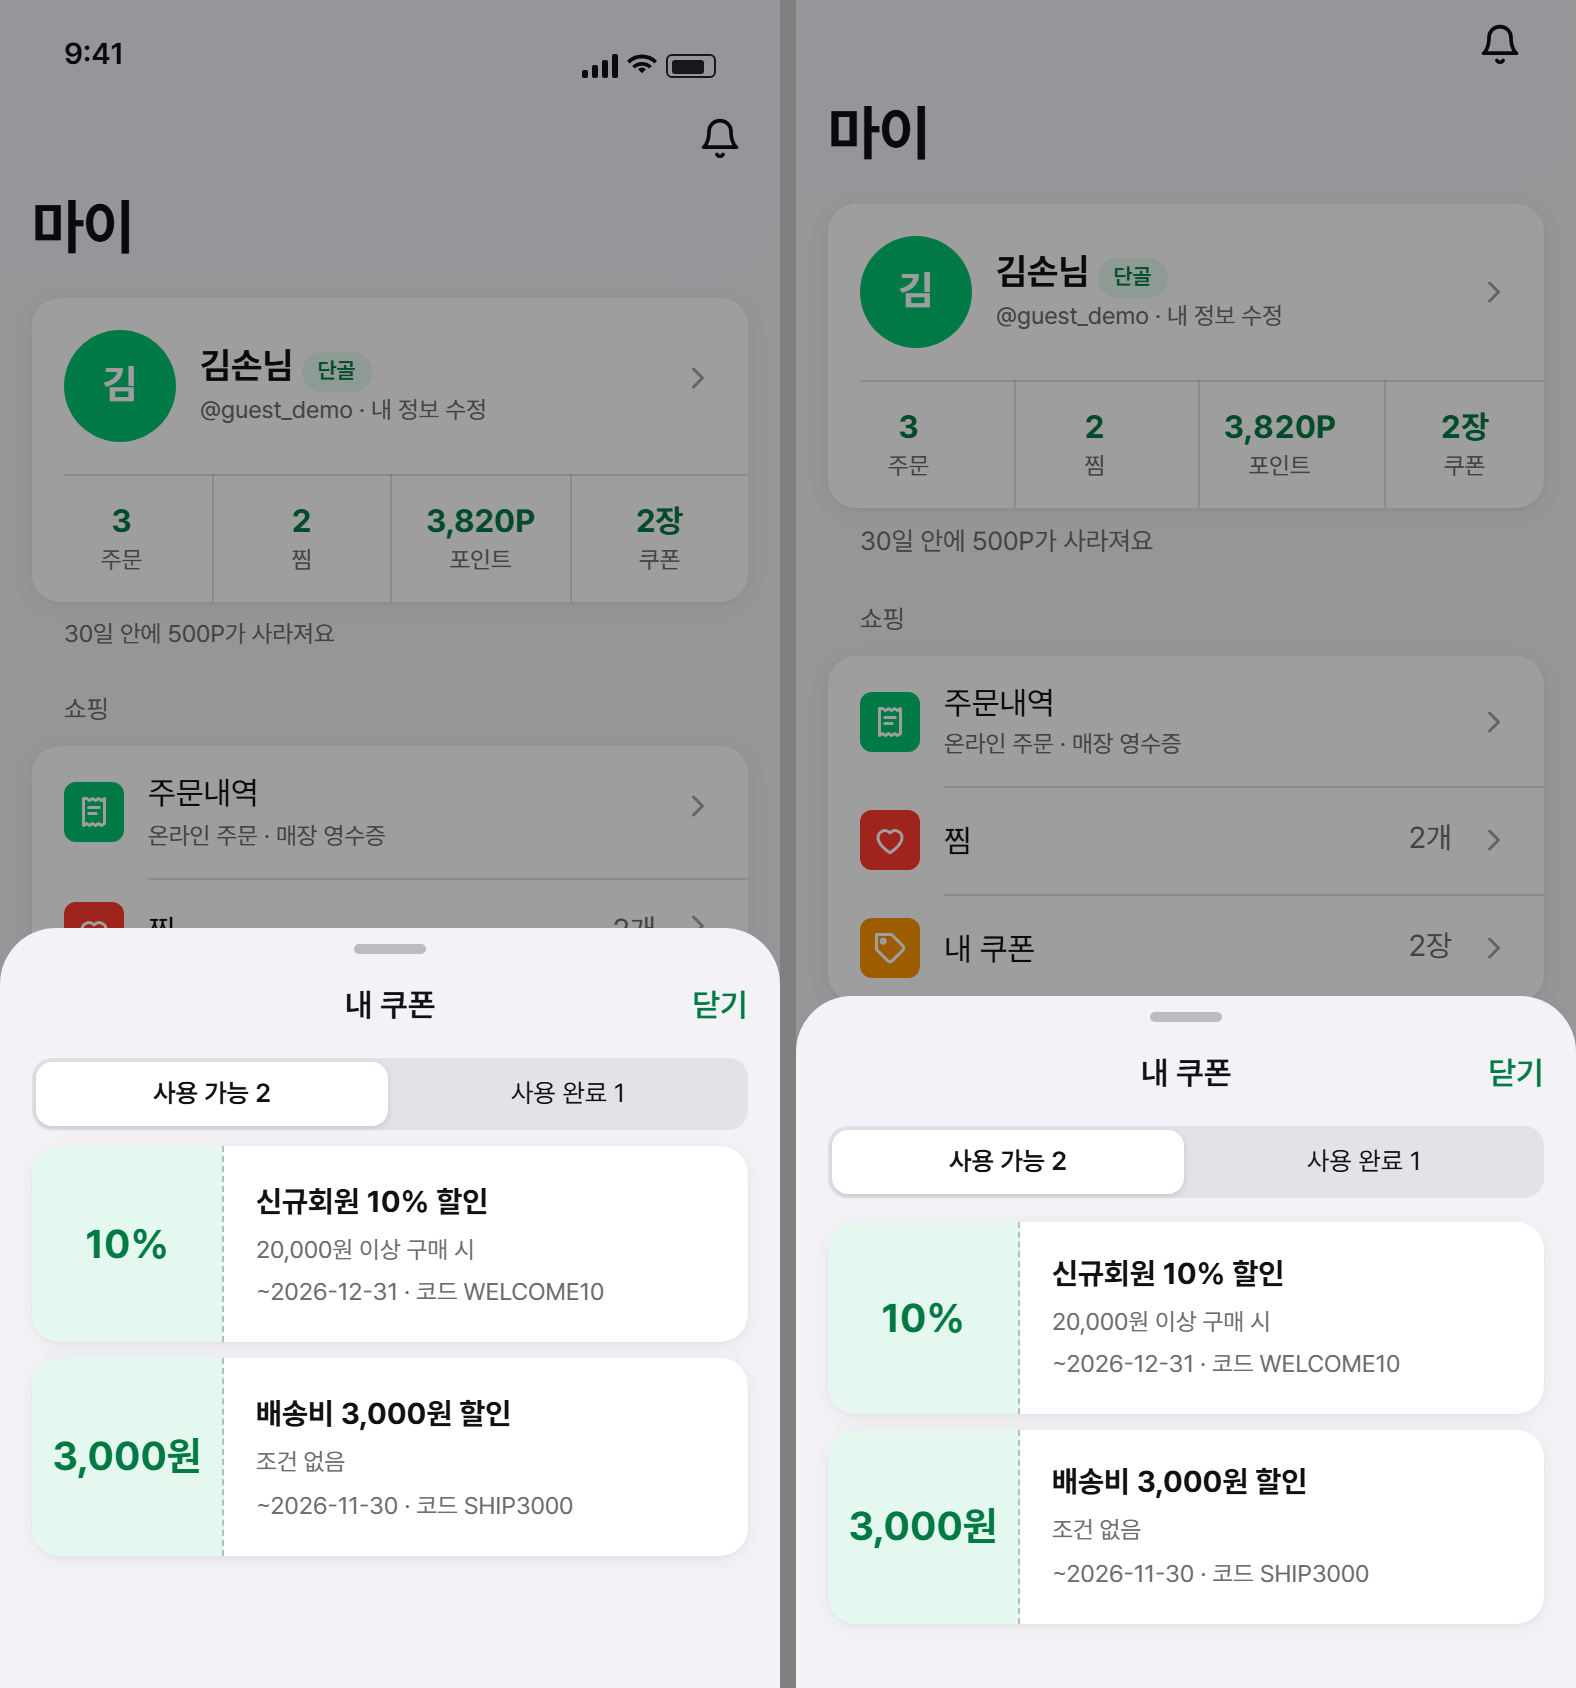 9:41
마이
김
김손님 단골
@guest_demo · 내 정보 수정
3 2 3,820P 2장
주문 찜 포인트 쿠폰
30일 안에 500P가 사라져요
쇼핑
주문내역
온라인 주문 · 매장 영수증
찜 2개
내 쿠폰 닫기
사용 가능 2 사용 완료 1
10%
신규회원 10% 할인
20,000원 이상 구매 시
~2026-12-31 · 코드 WELCOME10
3,000원
배송비 3,000원 할인
조건 없음
~2026-11-30 · 코드 SHIP3000
마이
김
김손님 단골
@guest_demo · 내 정보 수정
3 2 3,820P 2장
주문 찜 포인트 쿠폰
30일 안에 500P가 사라져요
쇼핑
주문내역
온라인 주문 · 매장 영수증
찜 2개
내 쿠폰 2장
내 쿠폰 닫기
사용 가능 2 사용 완료 1
10%
신규회원 10% 할인
20,000원 이상 구매 시
~2026-12-31 · 코드 WELCOME10
3,000원
배송비 3,000원 할인
조건 없음
~2026-11-30 · 코드 SHIP3000